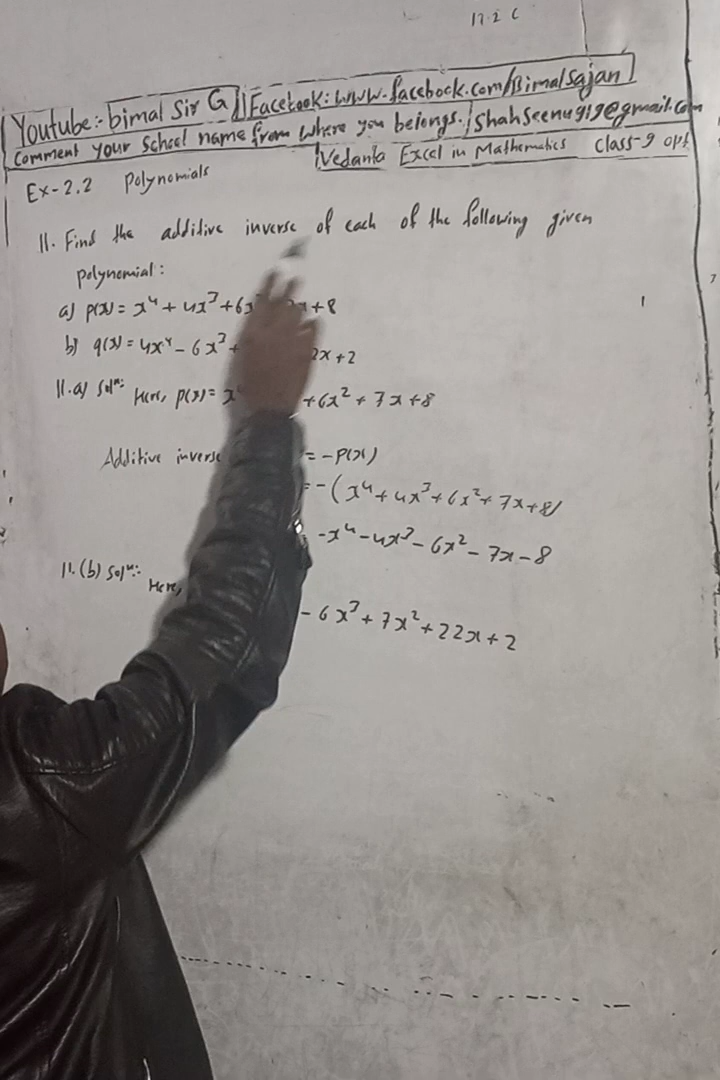 17.2 C
Youtube:- bimal Sir G || Facebook: www.facebook.com/Bimalsajan
Comment your School name from where you belongs. | Shahseenu919@gmail.com
Vedanta Excel in Mathematics Class-9 opt
Ex-2.2 Polynomials
11. Find the additive inverse of each of the following given
polynomial:
a) p(x) = x⁴ + 4x³ + 6x +8
b) q(x) = 4x⁴ - 6x³ + 2x + 2
11.a) Solⁿ: Here, p(x) = x + 6x² + 7x + 8
Additive inverse = -p(x)
= -(x⁴ + 4x³ + 6x² + 7x + 8)
-x⁴ - 4x³ - 6x² - 7x - 8
11.(b) Solⁿ: Here,
- 6x³ + 7x² + 22x + 2